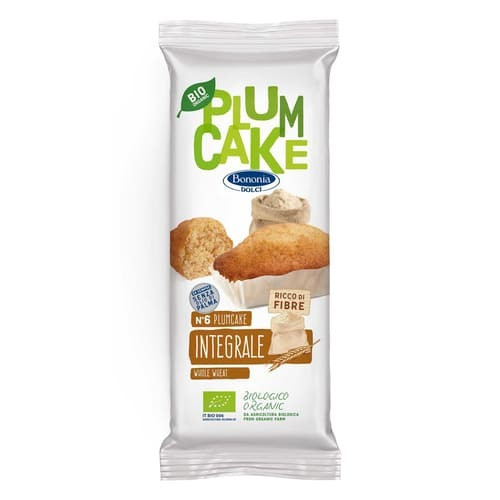 BIO
ORGANIC
PLUM
CAKE
Bononia
DOLCI
SENZA
OLIO DI
PALMA
RICCO DI
FIBRE
N°6 PLUMCAKE
INTEGRALE
WHOLE WHEAT
BIOLOGICO
ORGANIC
IT BIO 006
DA AGRICOLTURA BIOLOGICA
FROM ORGANIC FARM